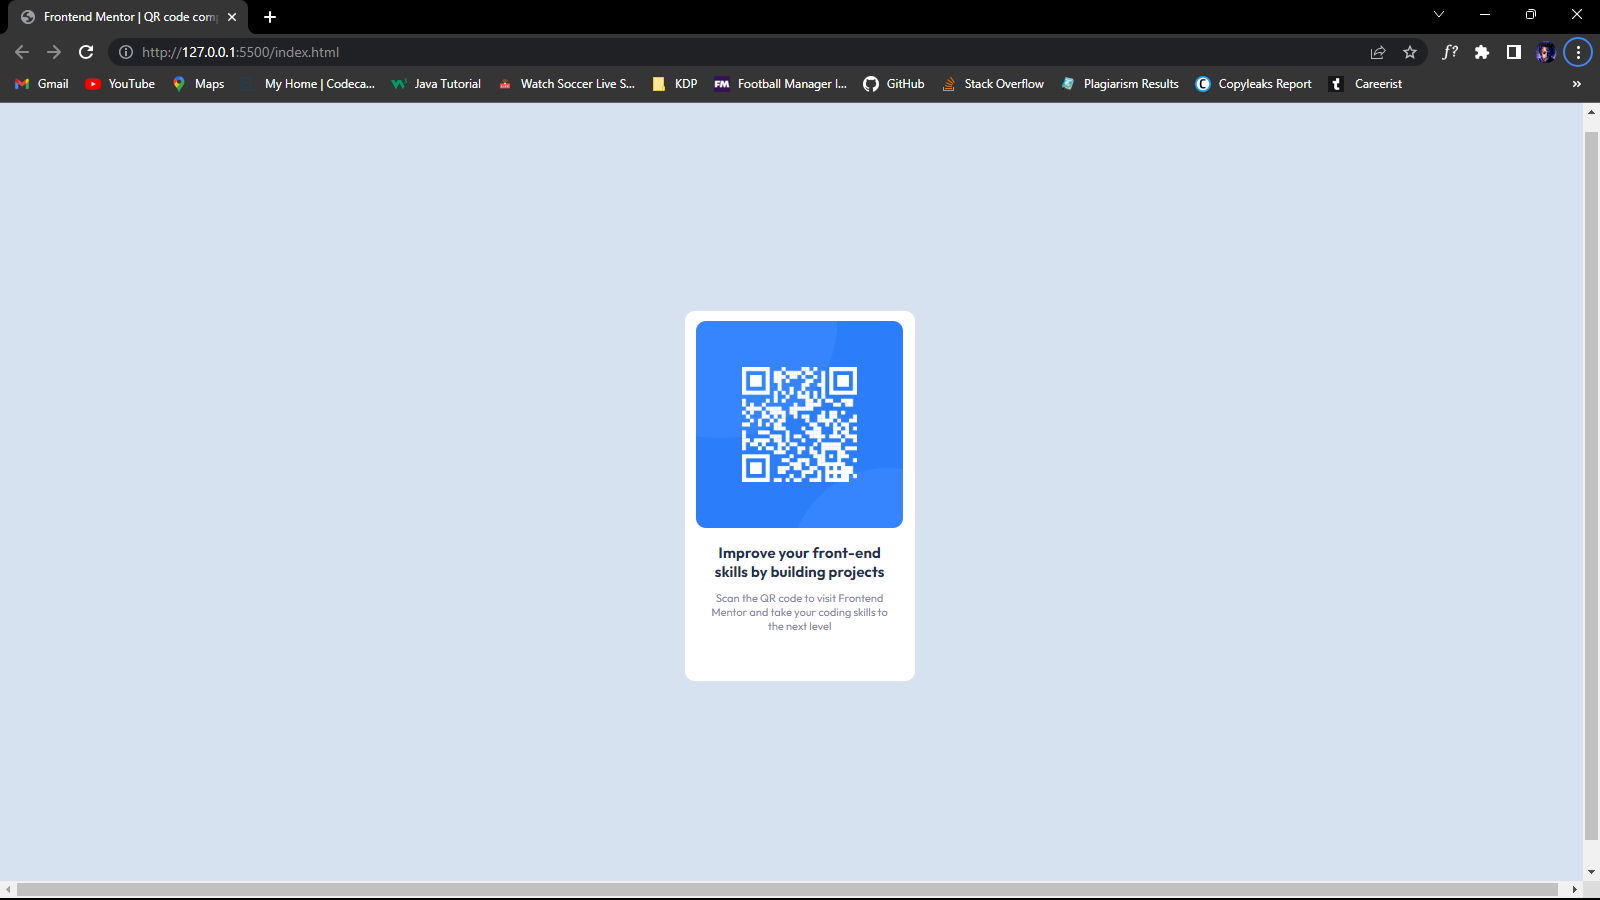 Frontend Mentor | QR code com
http://127.0.0.1:5500/index.html
f?
Gmail YouTube Maps My Home | Codeca... Java Tutorial Watch Soccer Live S... KDP FM Football Manager I... GitHub Stack Overflow Plagiarism Results C Copyleaks Report t Careerist »
Improve your front-end
skills by building projects
Scan the QR code to visit Frontend
Mentor and take your coding skills to
the next level